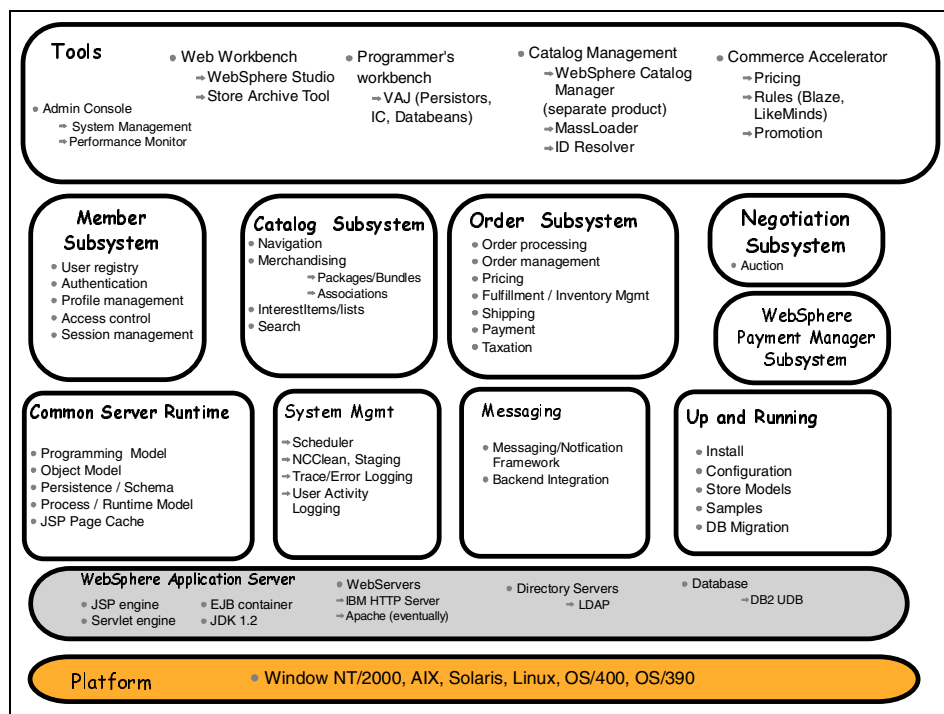 Tools
Admin Console
System Management
Performance Monitor
Web Workbench
WebSphere Studio
Store Archive Tool
Programmer's
workbench
VAJ (Persistors,
IC, Databeans)
Catalog Management
WebSphere Catalog
Manager
(separate product)
MassLoader
ID Resolver
Commerce Accelerator
Pricing
Rules (Blaze,
LikeMinds)
Promotion
Member
Subsystem
User registry
Authentication
Profile management
Access control
Session management
Catalog Subsystem
Navigation
Merchandising
Packages/Bundles
Associations
InterestItems/lists
Search
Order Subsystem
Order processing
Order management
Pricing
Fulfillment / Inventory Mgmt
Shipping
Payment
Taxation
Negotiation
Subsystem
Auction
WebSphere
Payment Manager
Subsystem
Common Server Runtime
Programming Model
Object Model
Persistence / Schema
Process / Runtime Model
JSP Page Cache
System Mgmt
Scheduler
NCClean, Staging
Trace/Error Logging
User Activity
Logging
Messaging
Messaging/Notfication
Framework
Backend Integration
Up and Running
Install
Configuration
Store Models
Samples
DB Migration
WebSphere Application Server
JSP engine
Servlet engine
EJB container
JDK 1.2
WebServers
IBM HTTP Server
Apache (eventually)
Directory Servers
LDAP
Database
DB2 UDB
Platform
Window NT/2000, AIX, Solaris, Linux, OS/400, OS/390